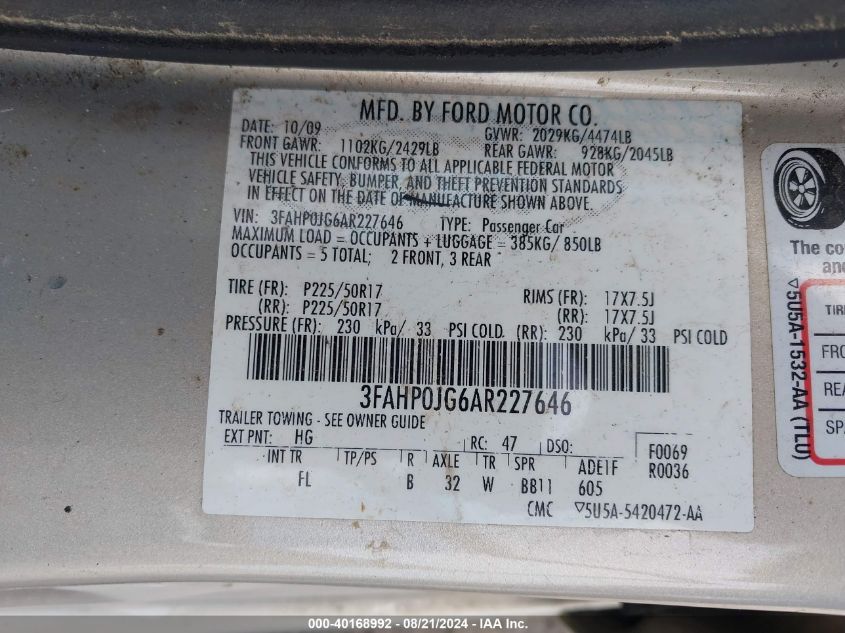 MFD. BY FORD MOTOR CO.
DATE: 10/09 GVWR: 2029KG/4474LB
FRONT GAWR: 1102KG/2429LB REAR GAWR: 928KG/2045LB
THIS VEHICLE CONFORMS TO ALL APPLICABLE FEDERAL MOTOR
VEHICLE SAFETY, BUMPER, AND THEFT PREVENTION STANDARDS
IN EFFECT ON THE DATE OF MANUFACTURE SHOWN ABOVE.
VIN: 3FAHP0JG6AR227646 TYPE: Passenger Car
MAXIMUM LOAD = OCCUPANTS + LUGGAGE = 385KG/ 850LB
OCCUPANTS = 5 TOTAL; 2 FRONT, 3 REAR
TIRE (FR): P225/50R17 RIMS (FR): 17X7.5J
(RR): P225/50R17 (RR): 17X7.5J
PRESSURE (FR): 230 kPa/ 33 PSI COLD. (RR): 230 kPa/ 33 PSI COLD
3FAHP0JG6AR227646
TRAILER TOWING - SEE OWNER GUIDE
EXT PNT: HG RC: 47 DSO: F0069
INT TR TP/PS R AXLE TR SPR ADE1F R0036
FL B 32 W BB11 605
CMC ▽5U5A-5420472-AA
The co
an
▽5U5A-1532-AA (TLU)
TIRE
FRO
REA
SPA
000-40168992 - 08/21/2024 - IAA Inc.